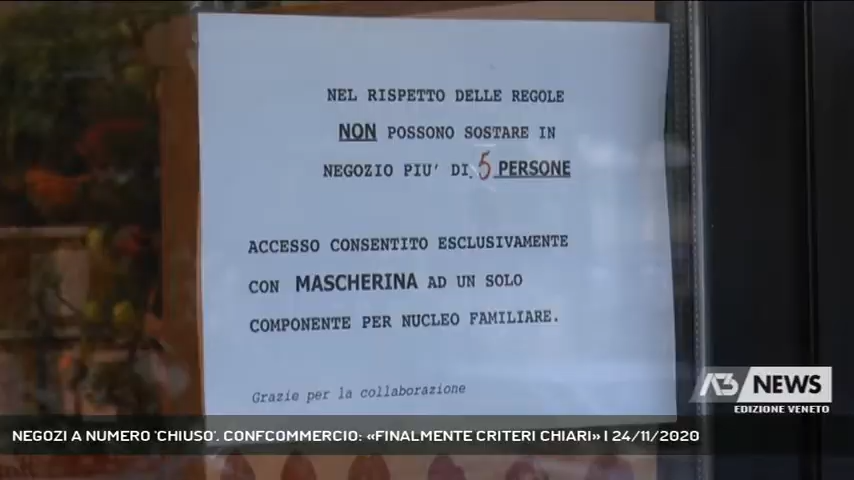 NEL RISPETTO DELLE REGOLE
NON POSSONO SOSTARE IN
NEGOZIO PIU' DI 5 PERSONE
ACCESSO CONSENTITO ESCLUSIVAMENTE
CON MASCHERINA AD UN SOLO
COMPONENTE PER NUCLEO FAMILIARE.
Grazie per la collaborazione
A3 NEWS
EDIZIONE VENETO
NEGOZI A NUMERO 'CHIUSO'. CONFCOMMERCIO: «FINALMENTE CRITERI CHIARI» | 24/11/2020